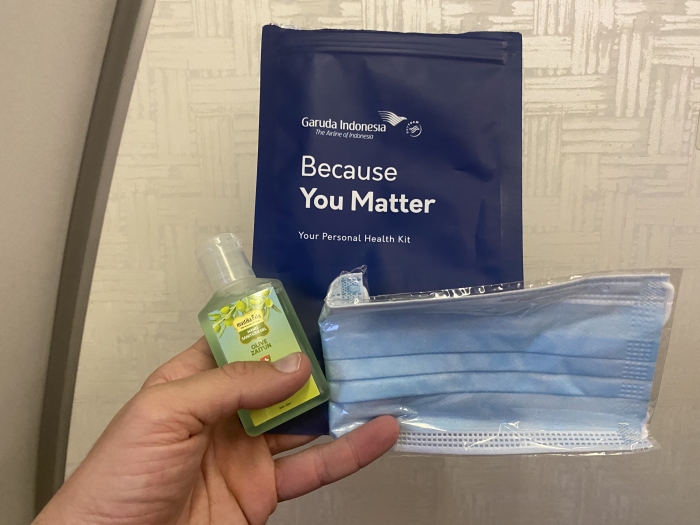 Garuda Indonesia
The Airline of Indonesia
Because
You Matter
Your Personal Health Kit
OLIVE
ZAITUN